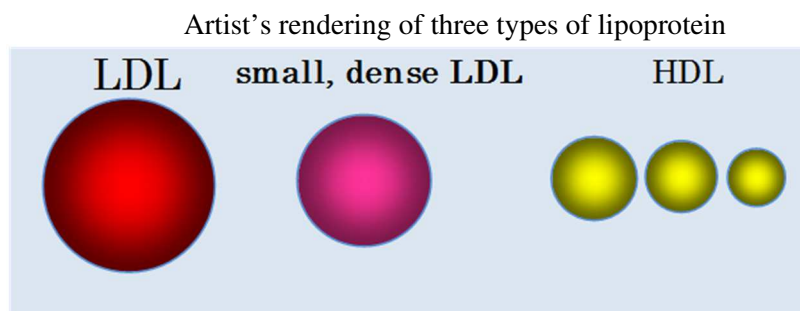 Artist’s rendering of three types of lipoprotein
LDL small, dense LDL HDL